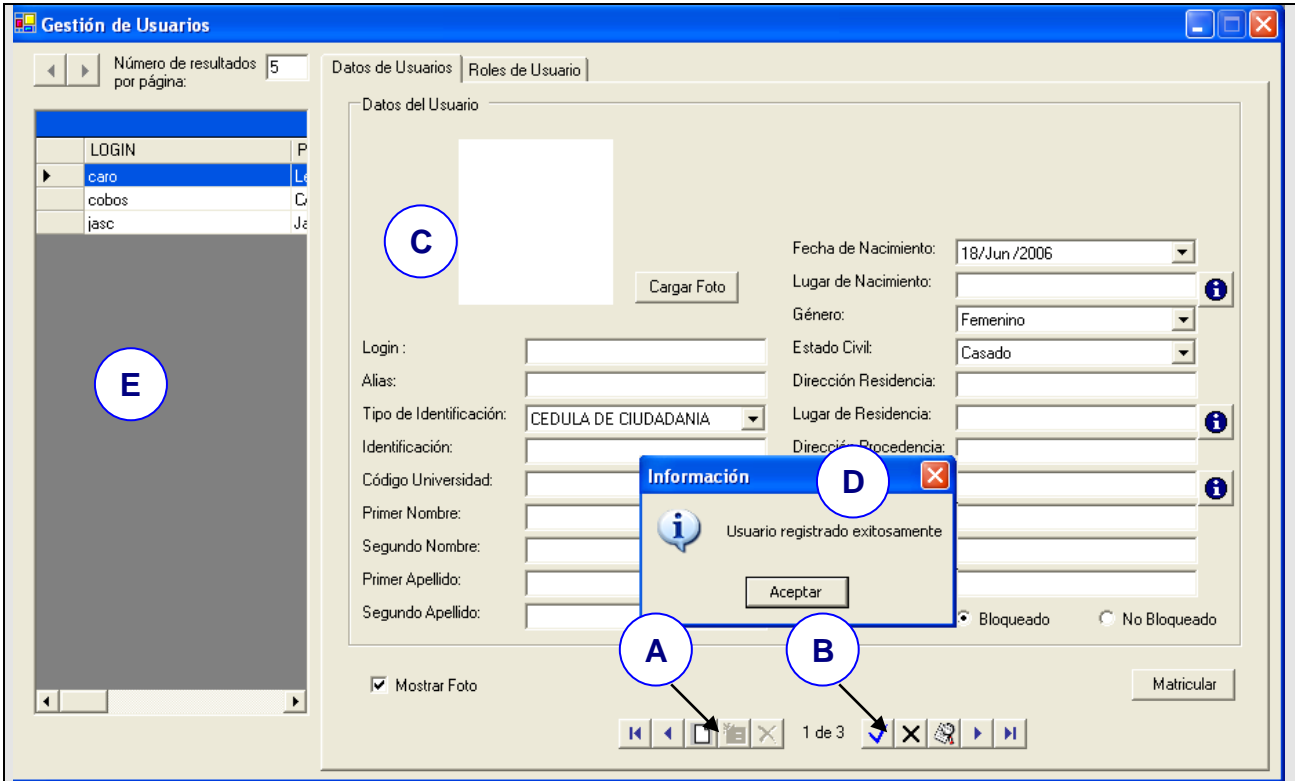 Gestión de Usuarios
Número de resultados por página: 5
LOGIN
caro
cobos
jasc
E
Datos de Usuarios
Roles de Usuario
Datos del Usuario
C
Cargar Foto
Login :
Alias:
Tipo de Identificación: CEDULA DE CIUDADANIA
Identificación:
Código Universidad:
Primer Nombre:
Segundo Nombre:
Primer Apellido:
Segundo Apellido:
Fecha de Nacimiento: 18/Jun /2006
Lugar de Nacimiento:
Género: Femenino
Estado Civil: Casado
Dirección Residencia:
Lugar de Residencia:
Dirección Procedencia:
Información
D
Usuario registrado exitosamente
Aceptar
Bloqueado
No Bloqueado
A
B
Mostrar Foto
Matricular
1 de 3